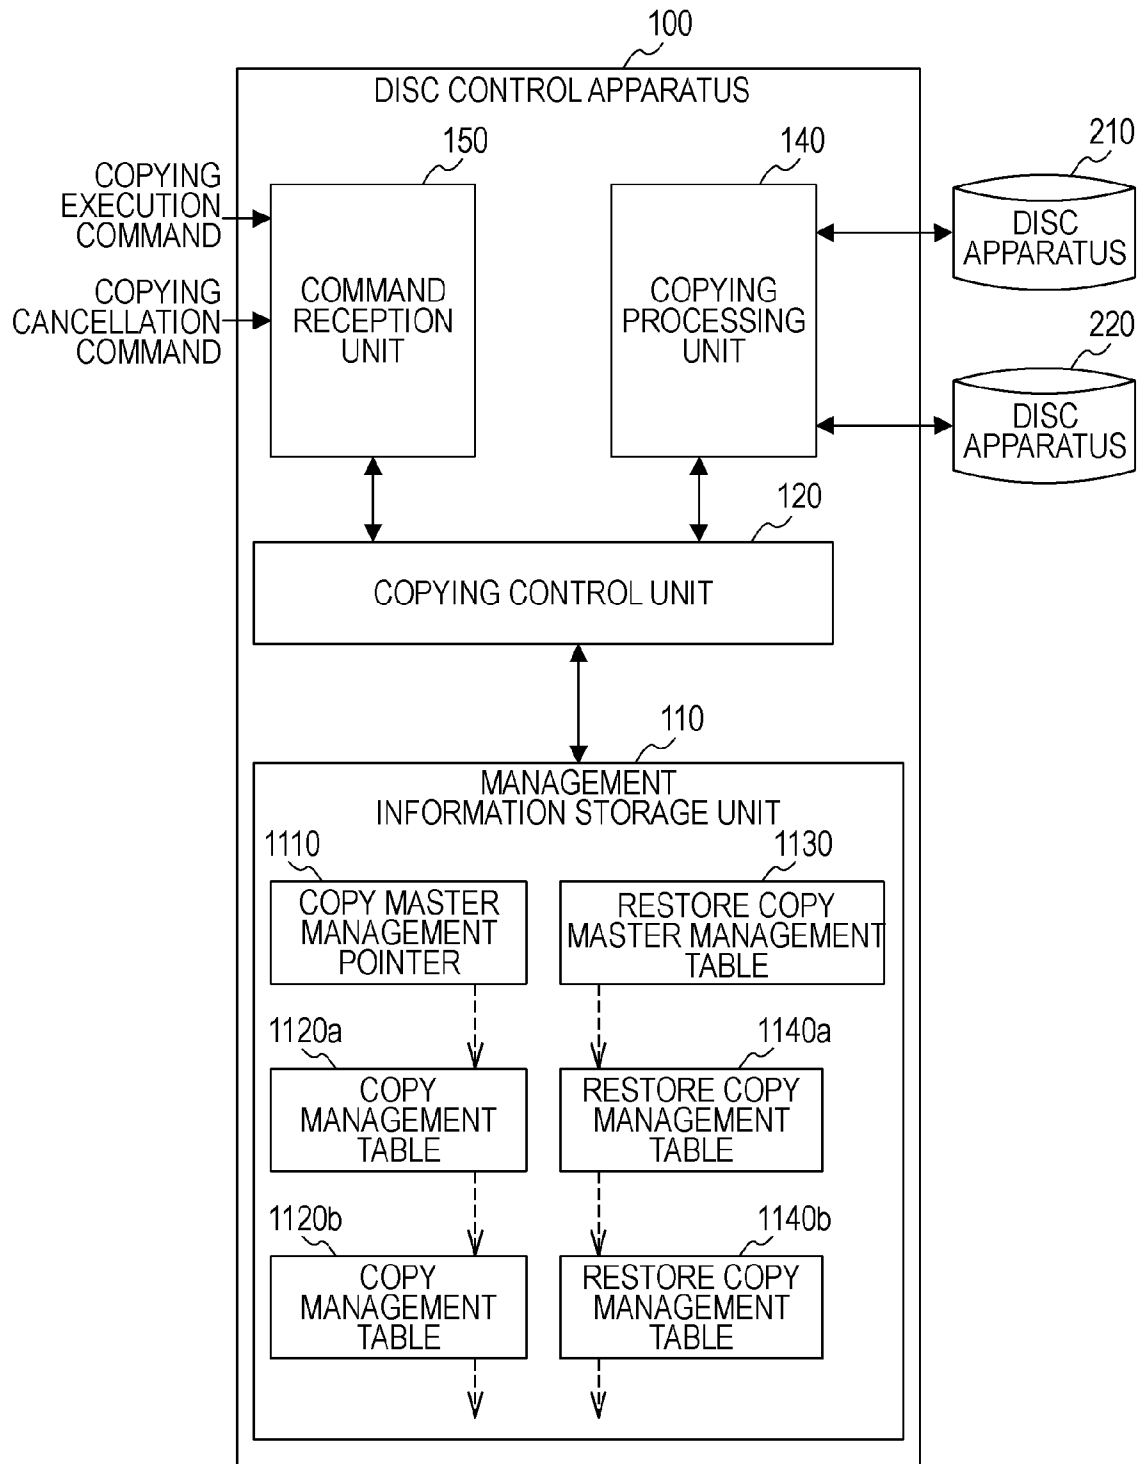 100
DISC CONTROL APPARATUS
150
140
210
COPYING
EXECUTION
COMMAND
COPYING
CANCELLATION
COMMAND
COMMAND
RECEPTION
UNIT
COPYING
PROCESSING
UNIT
DISC
APPARATUS
220
DISC
APPARATUS
120
COPYING CONTROL UNIT
110
MANAGEMENT
INFORMATION STORAGE UNIT
1110
COPY MASTER
MANAGEMENT
POINTER
1130
RESTORE COPY
MASTER MANAGEMENT
TABLE
1120a
COPY
MANAGEMENT
TABLE
1140a
RESTORE COPY
MANAGEMENT
TABLE
1120b
COPY
MANAGEMENT
TABLE
1140b
RESTORE COPY
MANAGEMENT
TABLE